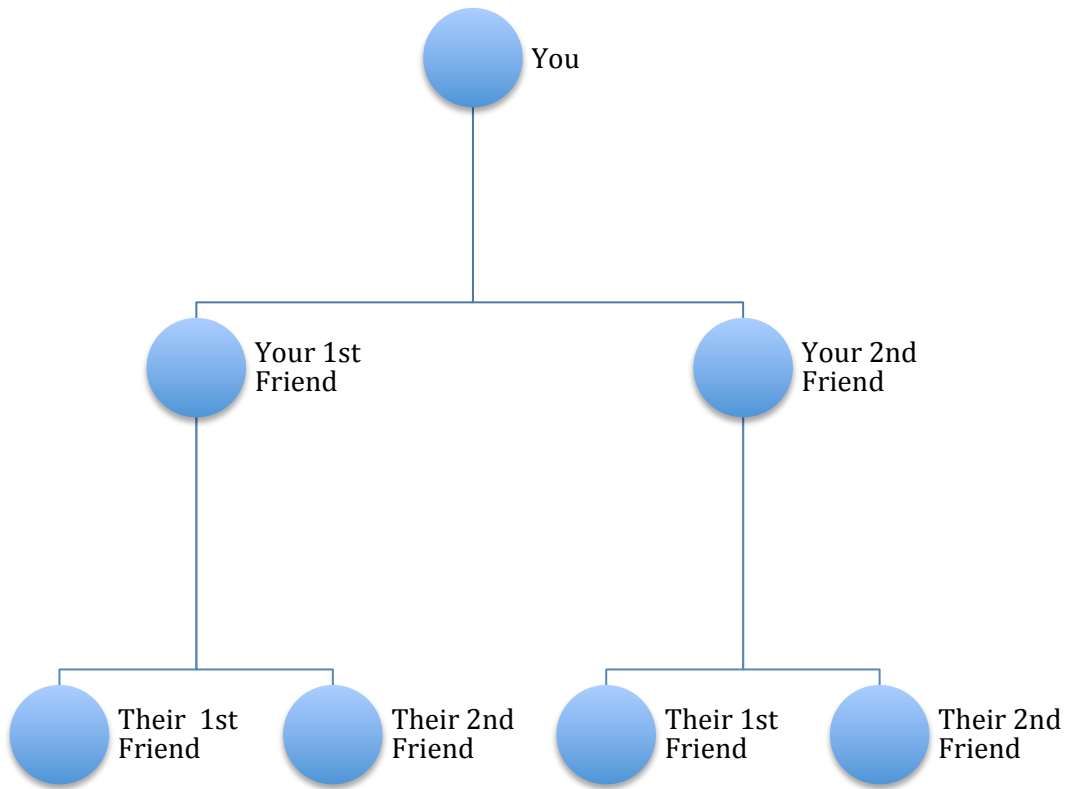 You
Your 1st
Friend
Your 2nd
Friend
Their  1st
Friend
Their 2nd
Friend
Their 1st
Friend
Their 2nd
Friend